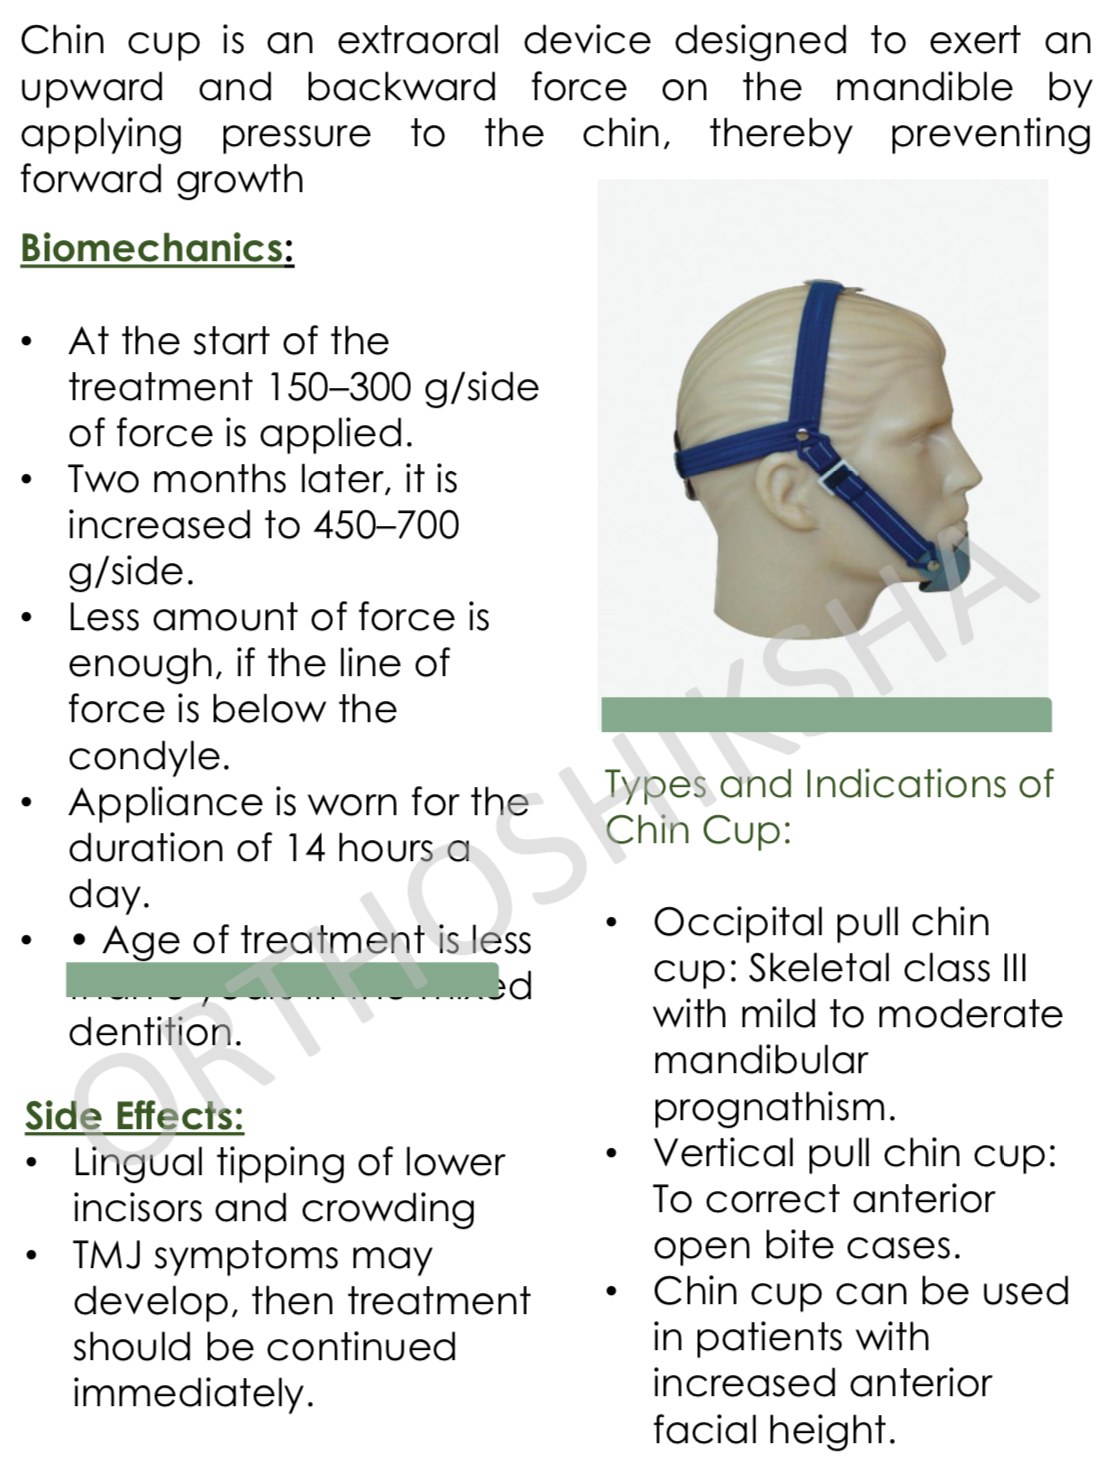 Chin cup is an extraoral device designed to exert an
upward and backward force on the mandible by
applying pressure to the chin, thereby preventing
forward growth
Biomechanics:
• At the start of the
treatment 150–300 g/side
of force is applied.
• Two months later, it is
increased to 450–700
g/side.
• Less amount of force is
enough, if the line of
force is below the
condyle.
• Appliance is worn for the
duration of 14 hours a
day.
• • Age of treatment is less
dentition.
Side Effects:
• Lingual tipping of lower
incisors and crowding
• TMJ symptoms may
develop, then treatment
should be continued
immediately.
Types and Indications of
Chin Cup:
• Occipital pull chin
cup: Skeletal class III
with mild to moderate
mandibular
prognathism.
• Vertical pull chin cup:
To correct anterior
open bite cases.
• Chin cup can be used
in patients with
increased anterior
facial height.
ORTHOSHIKSHA